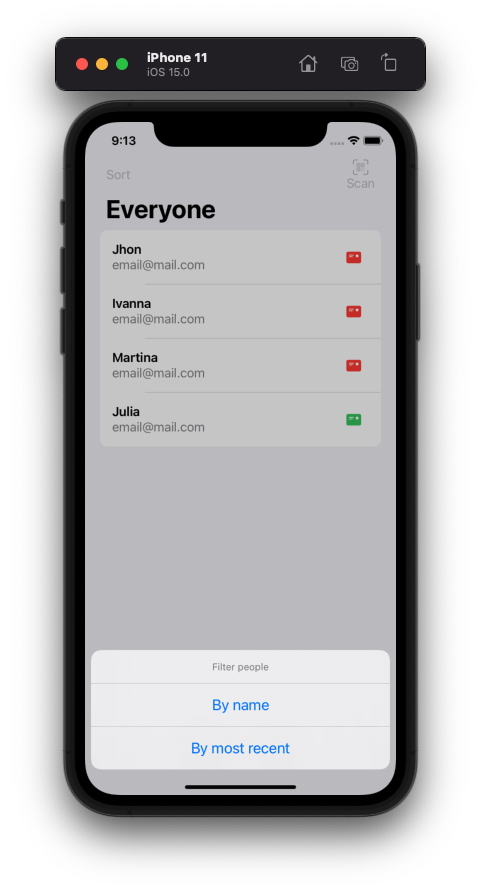 iPhone 11
iOS 15.0
9:13
Sort
Scan
Everyone
Jhon
email@mail.com
Ivanna
email@mail.com
Martina
email@mail.com
Julia
email@mail.com
Filter people
By name
By most recent